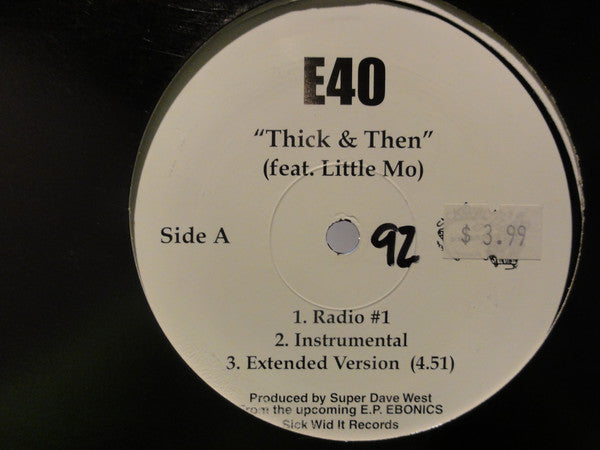 E40
"Thick & Then"
(feat. Little Mo)
Side A
92
$ 3.99
1. Radio #1
2. Instrumental
3. Extended Version (4.51)
Produced by Super Dave West
From the upcoming E.P. EBONICS
Sick Wid It Records